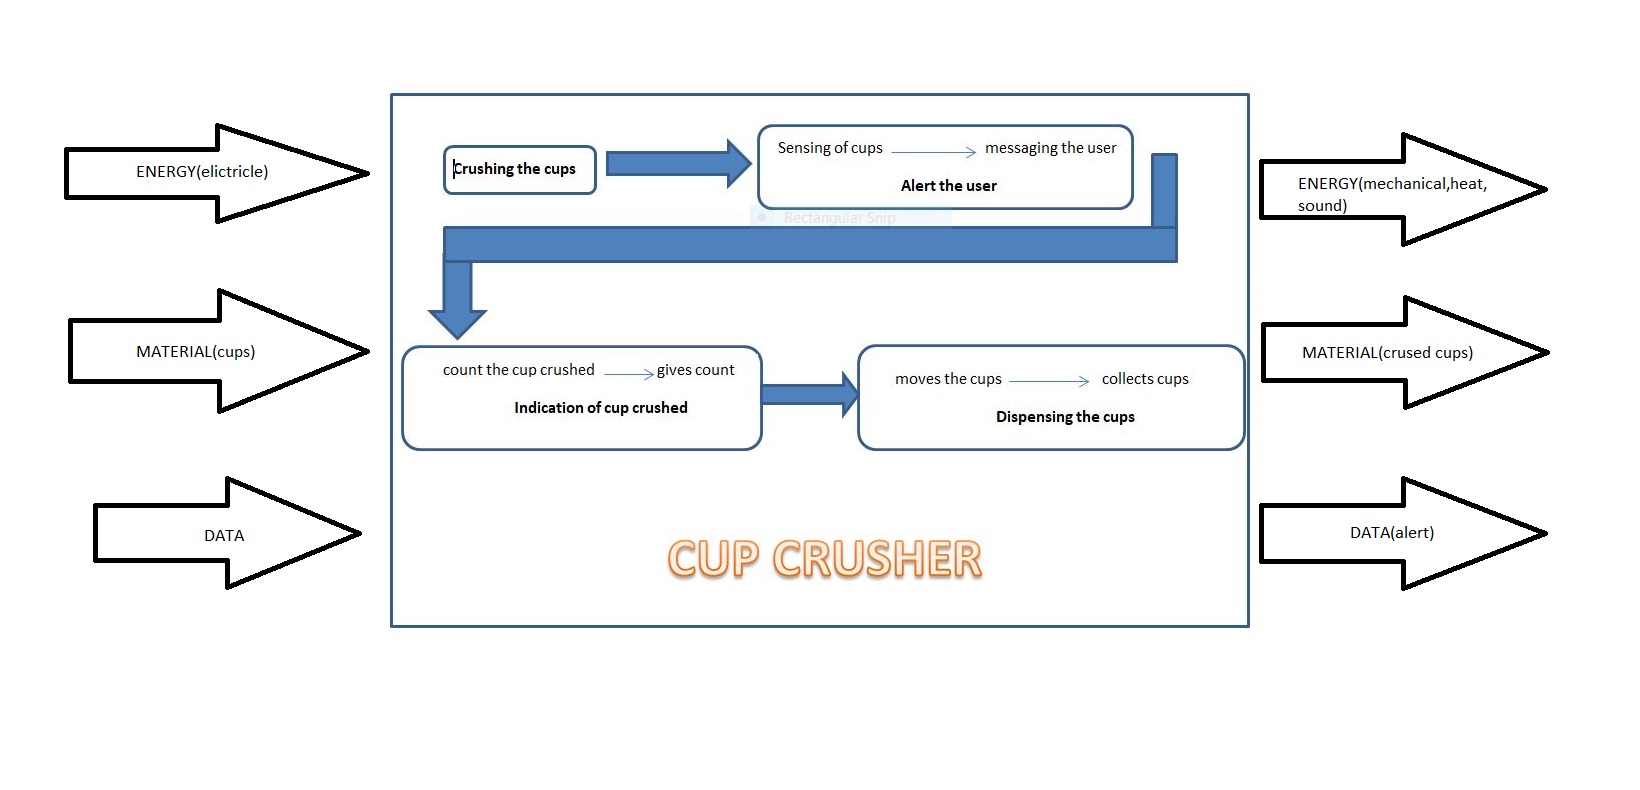 ENERGY(elictricle)
MATERIAL(cups)
DATA
Crushing the cups
Sensing of cups messaging the user
Alert the user
Rectangular Snip
count the cup crushed gives count
Indication of cup crushed
moves the cups collects cups
Dispensing the cups
CUP CRUSHER
ENERGY(mechanical,heat,
sound)
MATERIAL(crused cups)
DATA(alert)